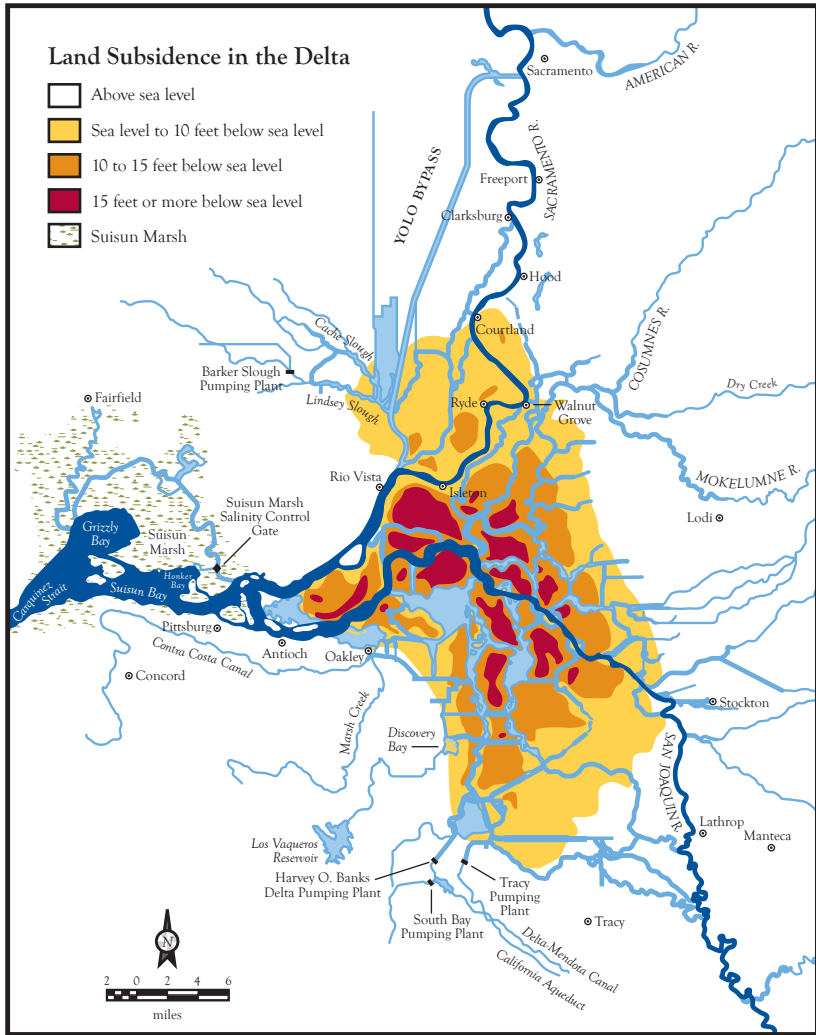 Land Subsidence in the Delta
Above sea level
Sea level to 10 feet below sea level
10 to 15 feet below sea level
15 feet or more below sea level
Suisun Marsh
Sacramento
AMERICAN R.
SACRAMENTO R.
YOLO BYPASS
Freeport
Clarksburg
Hood
Courtland
Cache Slough
Barker Slough
Pumping Plant
Lindsey Slough
COSUMNES R.
Dry Creek
Fairfield
Ryde
Walnut
Grove
MOKELUMNE R.
Rio Vista
Isleton
Lodi
Suisun Marsh
Salinity Control
Gate
Grizzly
Bay
Suisun
Marsh
Honker
Bay
Suisun Bay
Carquinez
Strait
Pittsburg
Antioch
Oakley
Contra Costa Canal
Concord
Marsh Creek
Stockton
Discovery
Bay
SAN JOAQUIN R.
Los Vaqueros
Reservoir
Lathrop
Manteca
Harvey O. Banks
Delta Pumping Plant
Tracy
Pumping
Plant
South Bay
Pumping Plant
Tracy
Delta-Mendota Canal
California Aqueduct
N
2 0 2 4 6
miles